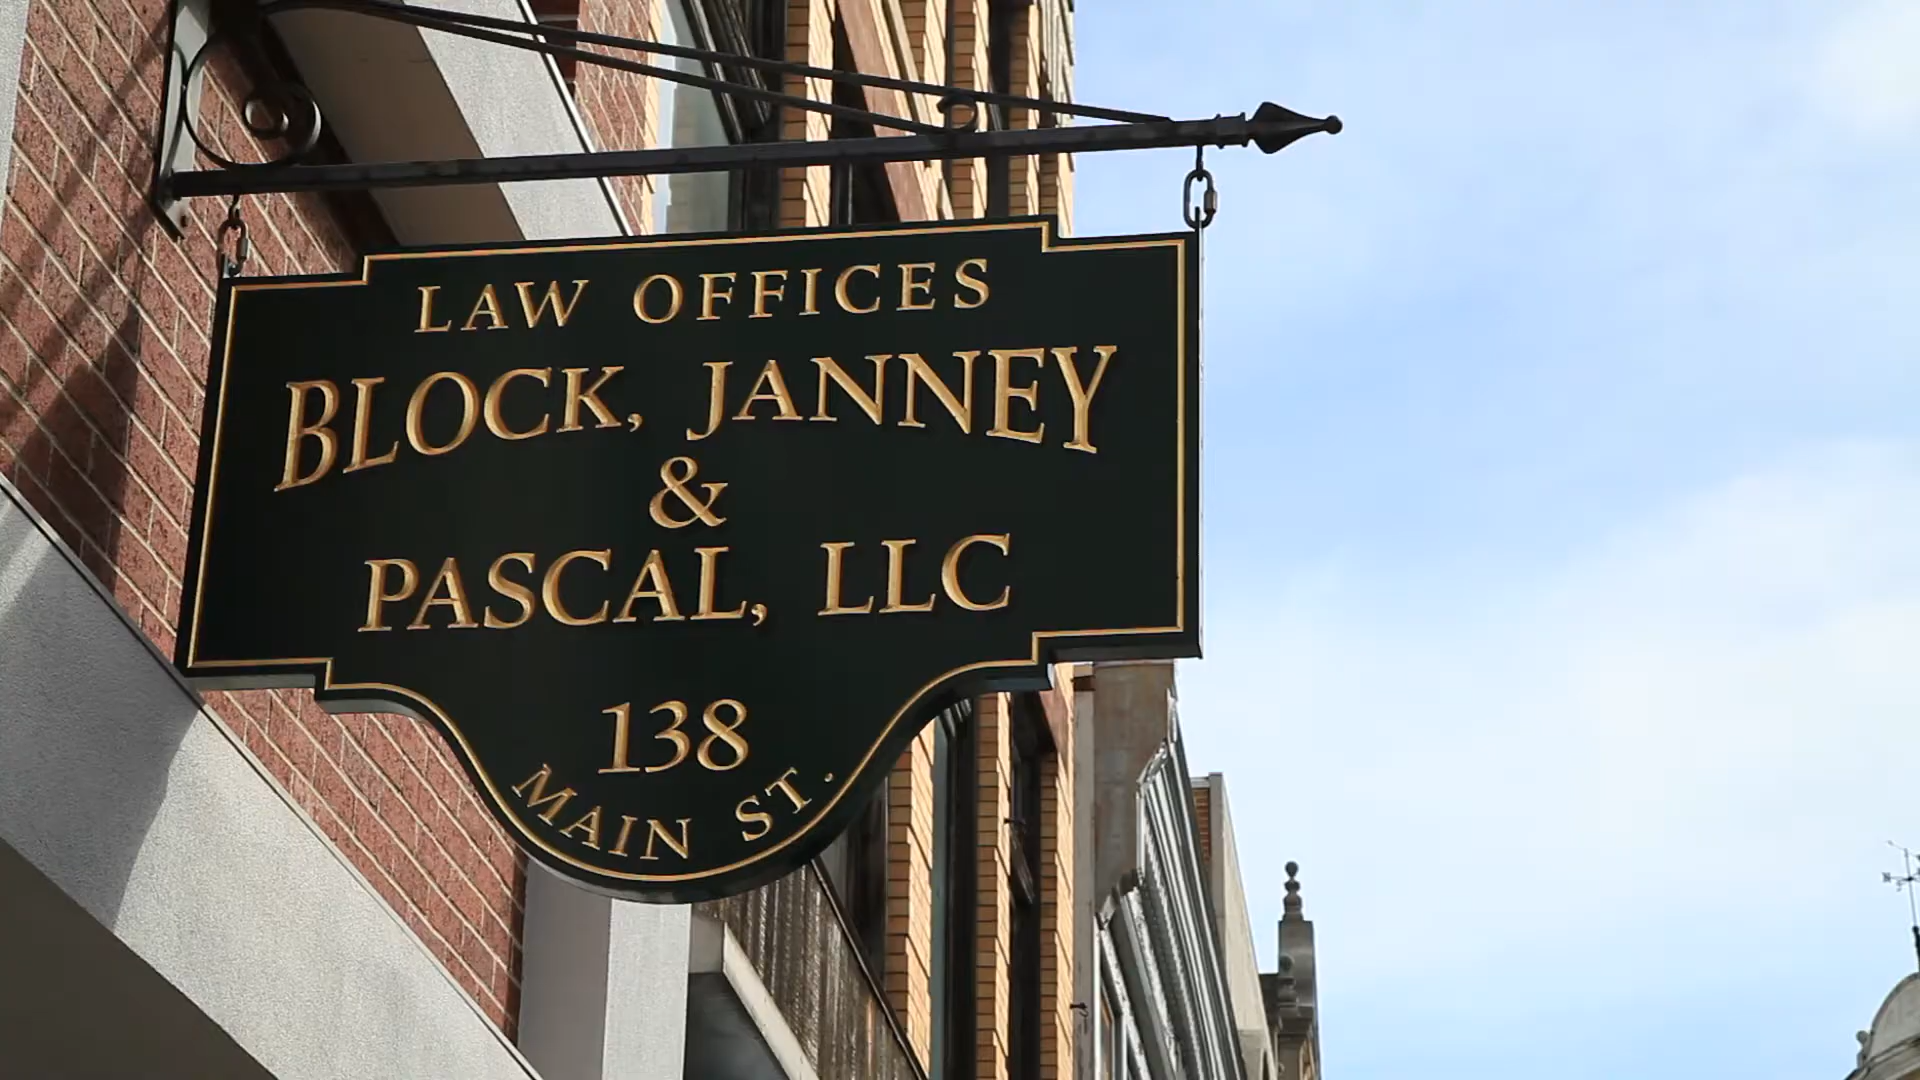 LAW OFFICES
BLOCK, JANNEY
&
PASCAL, LLC
138
MAIN ST.